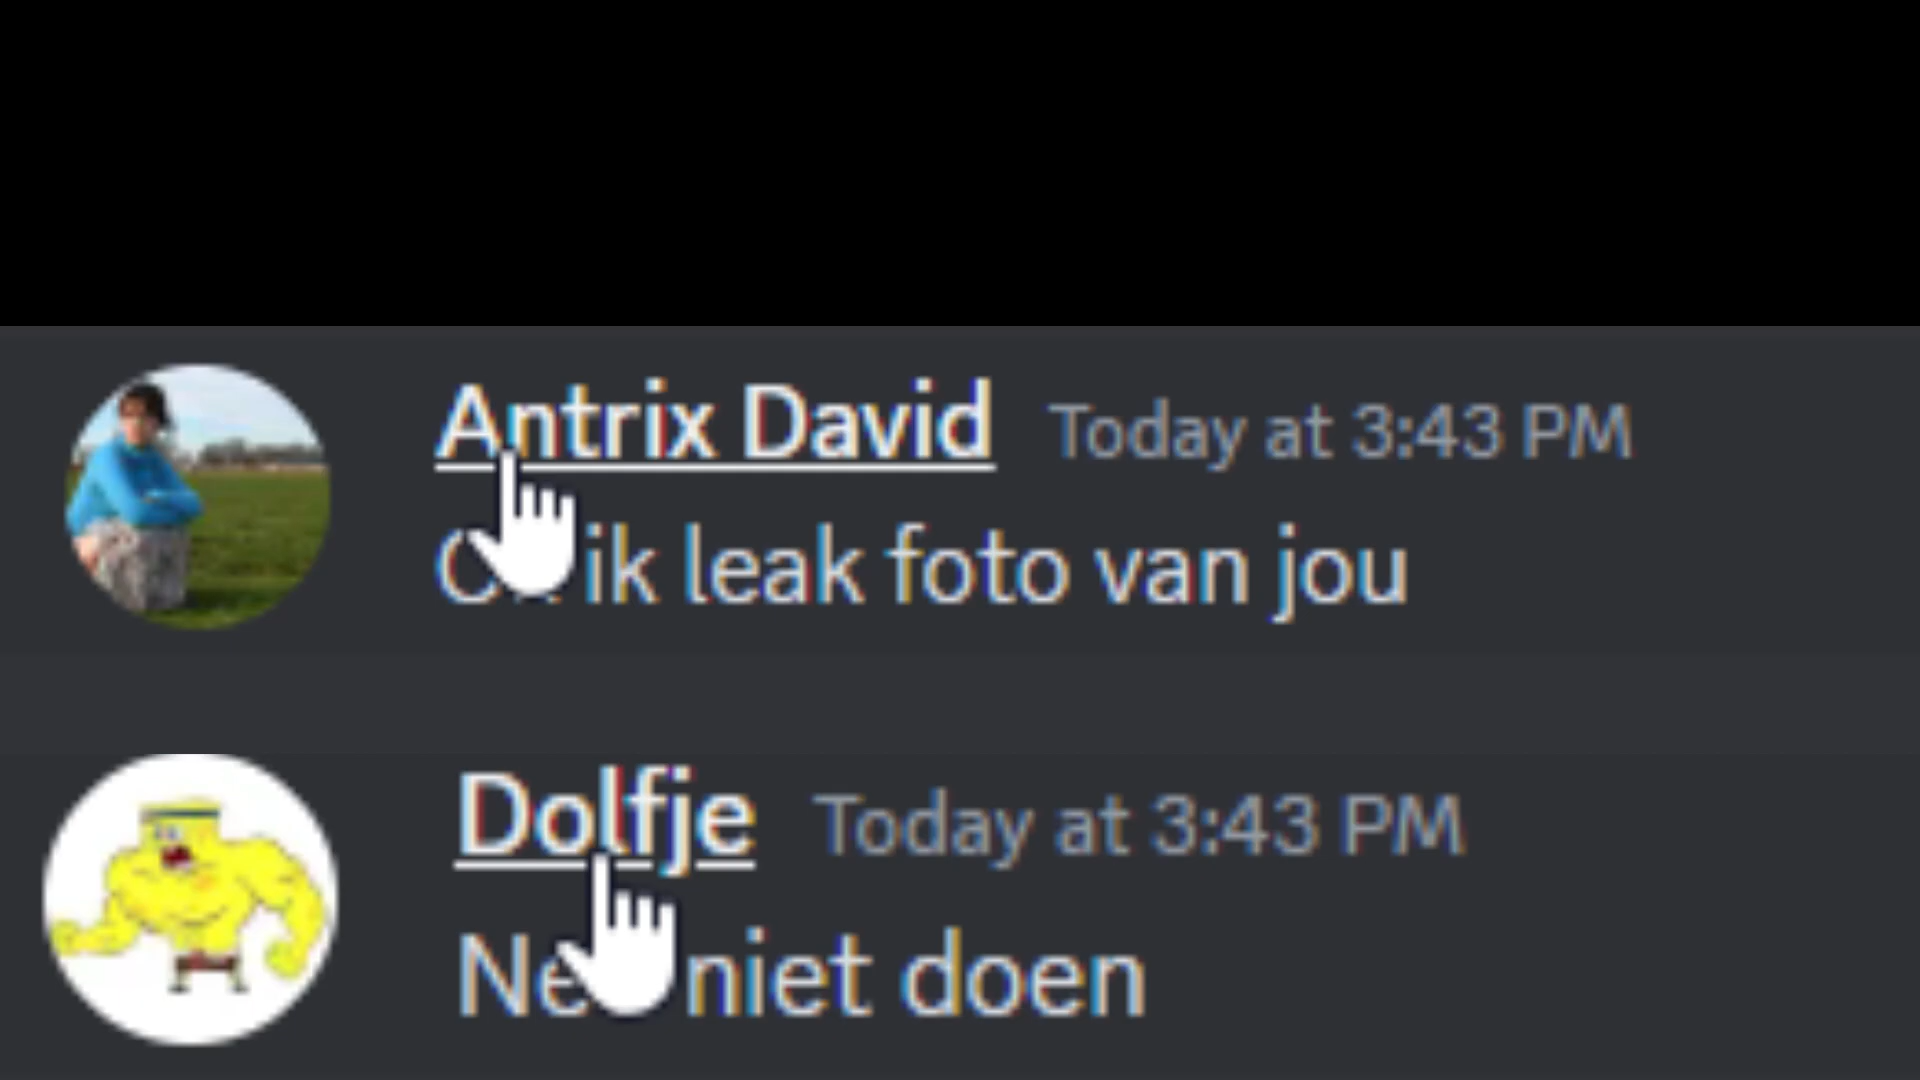 Antrix David Today at 3:43 PM
ik leak foto van jou
Dolfje Today at 3:43 PM
niet doen